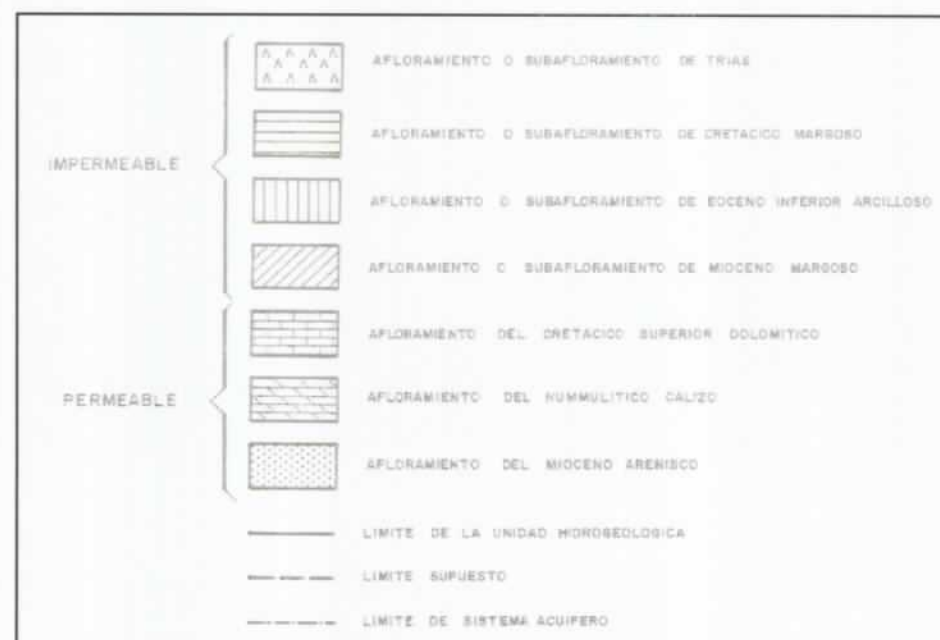 AFLORAMIENTO O SUBAFLORAMIENTO DE TRIAS
AFLORAMIENTO O SUBAFLORAMIENTO DE CRETACICO MARGOSO
IMPERMEABLE
AFLORAMIENTO O SUBAFLORAMIENTO DE EOCENO INFERIOR ARCILLOSO
AFLORAMIENTO O SUBAFLORAMIENTO DE MIOCENO MARGOSO
AFLORAMIENTO DEL CRETACICO SUPERIOR DOLOMITICO
PERMEABLE
AFLORAMIENTO DEL NUMMULITICO CALIZO
AFLORAMIENTO DEL MIOCENO ARENISCO
LIMITE DE LA UNIDAD HIDROGEOLOGICA
LIMITE SUPUESTO
LIMITE DE SISTEMA ACUIFERO